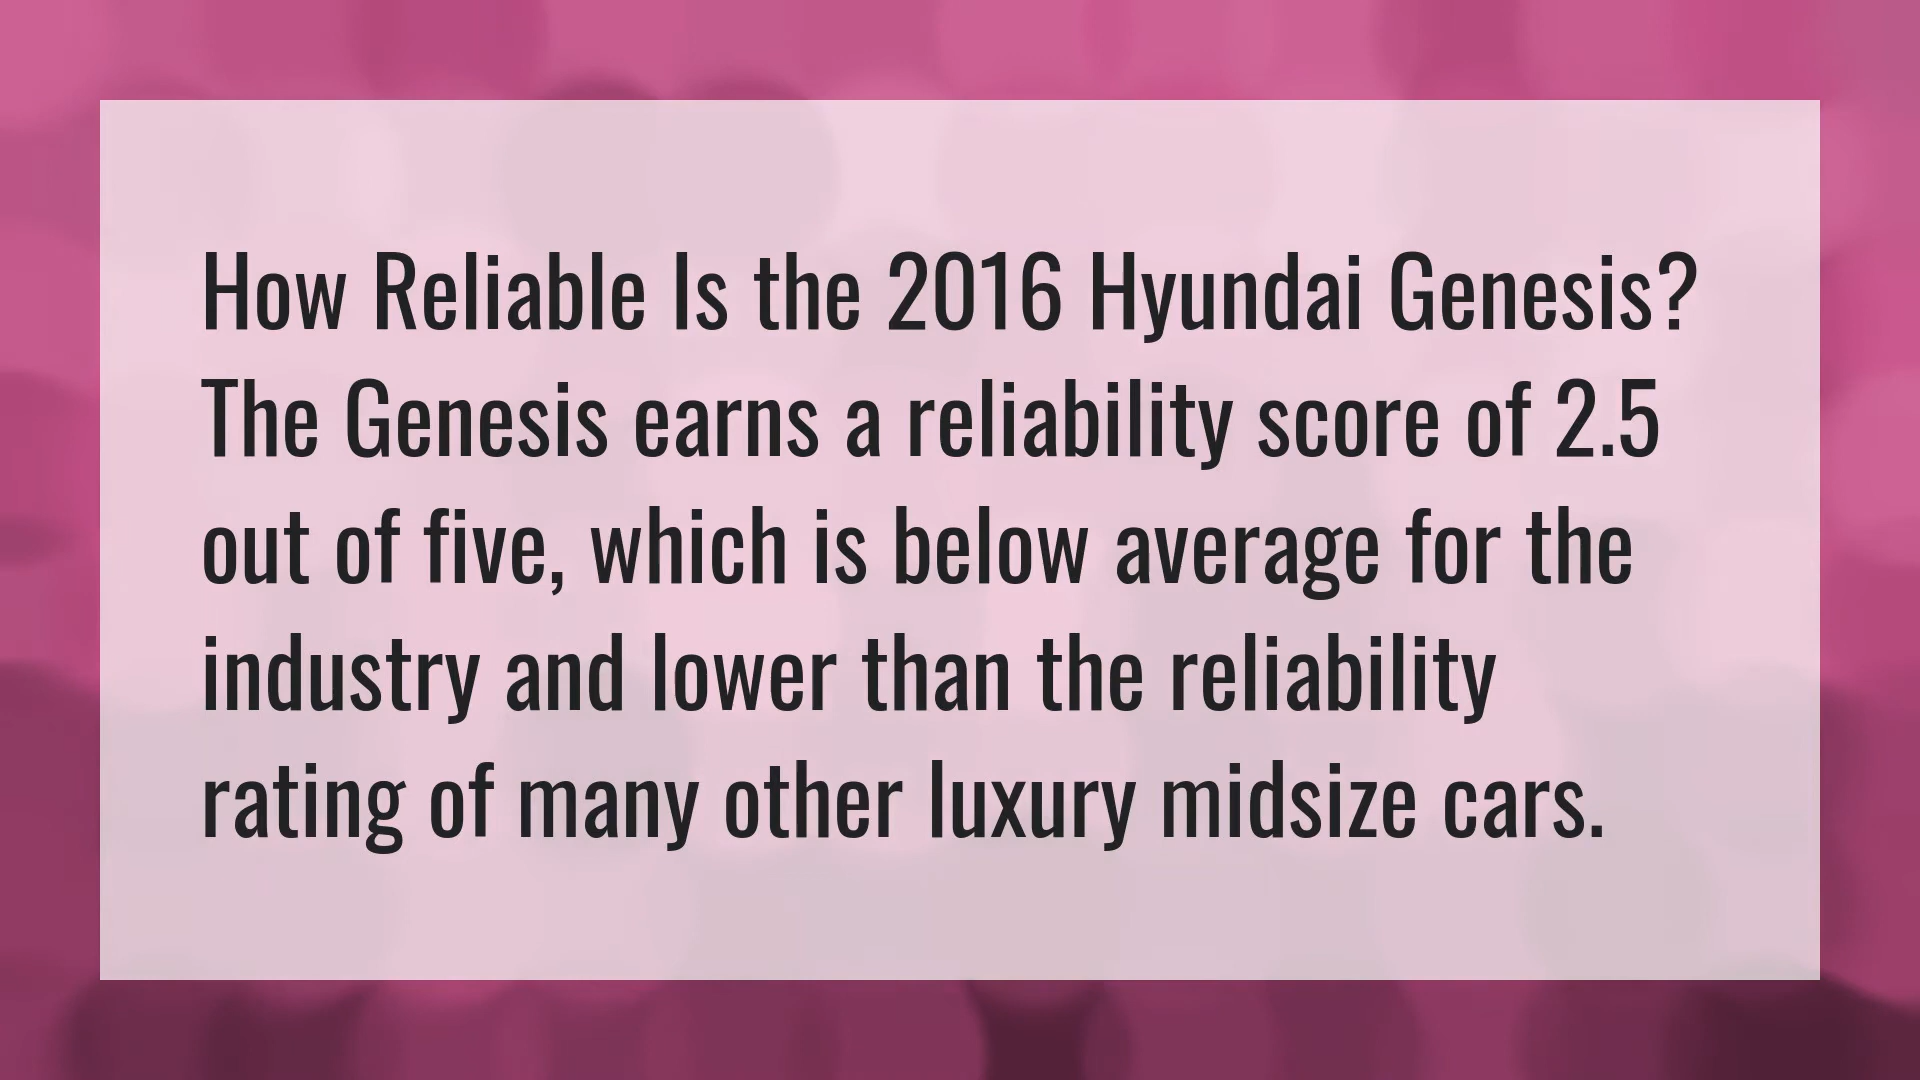 How Reliable Is the 2016 Hyundai Genesis?
The Genesis earns a reliability score of 2.5
out of five, which is below average for the
industry and lower than the reliability
rating of many other luxury midsize cars.